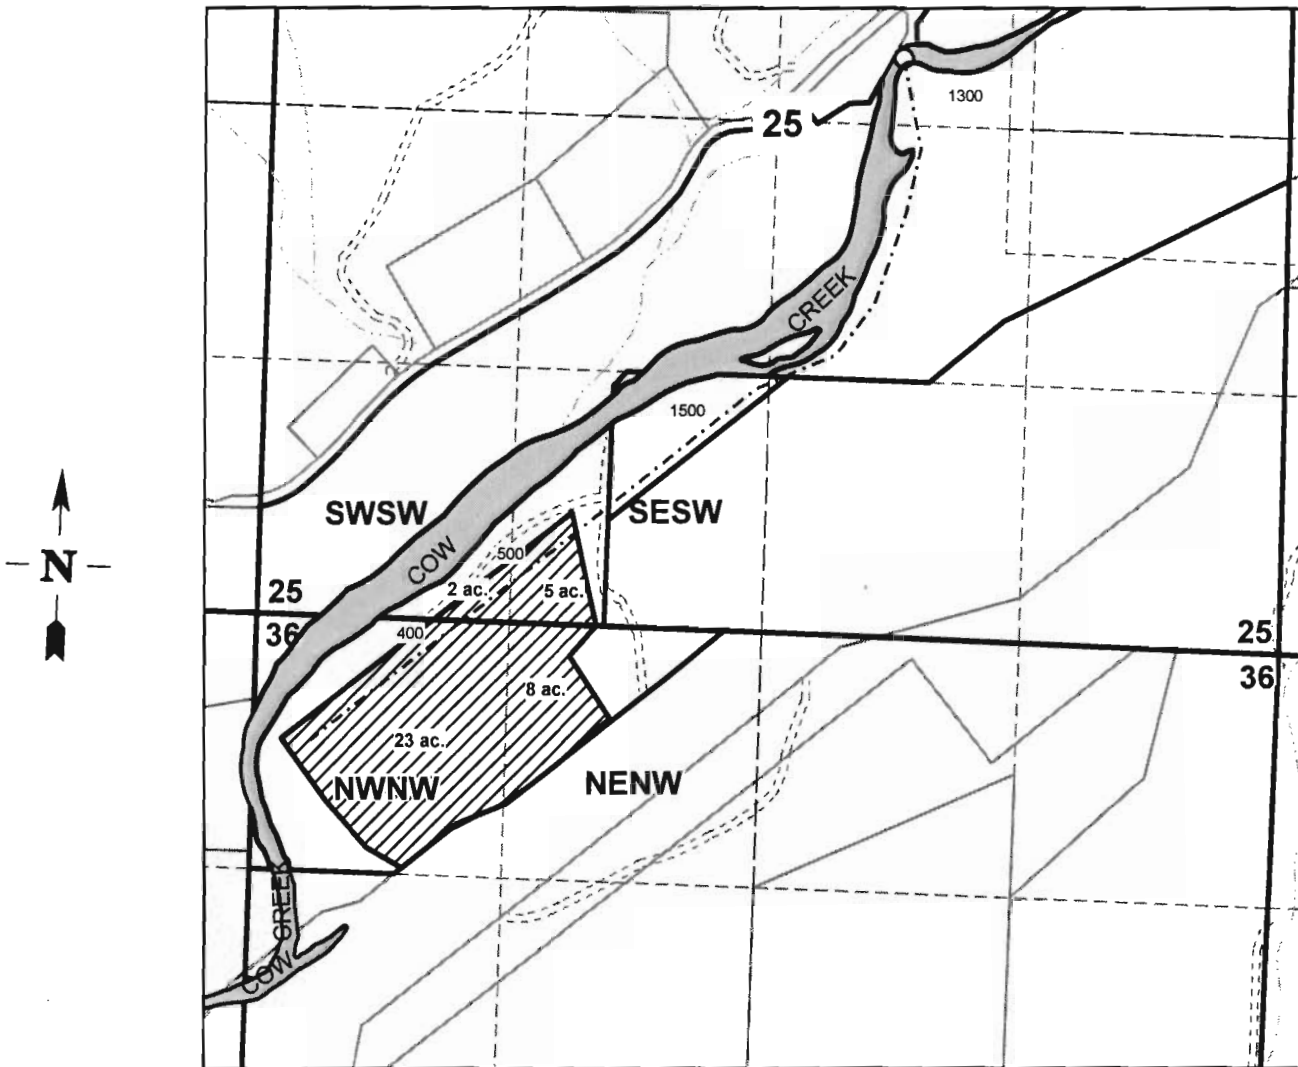 1300
25
CREEK
1500
SWSW
SESW
N
COW
500
2 ac.
5 ac.
25
36
400
25
36
8 ac.
23 ac.
NWNW
NENW
CREEK
COW